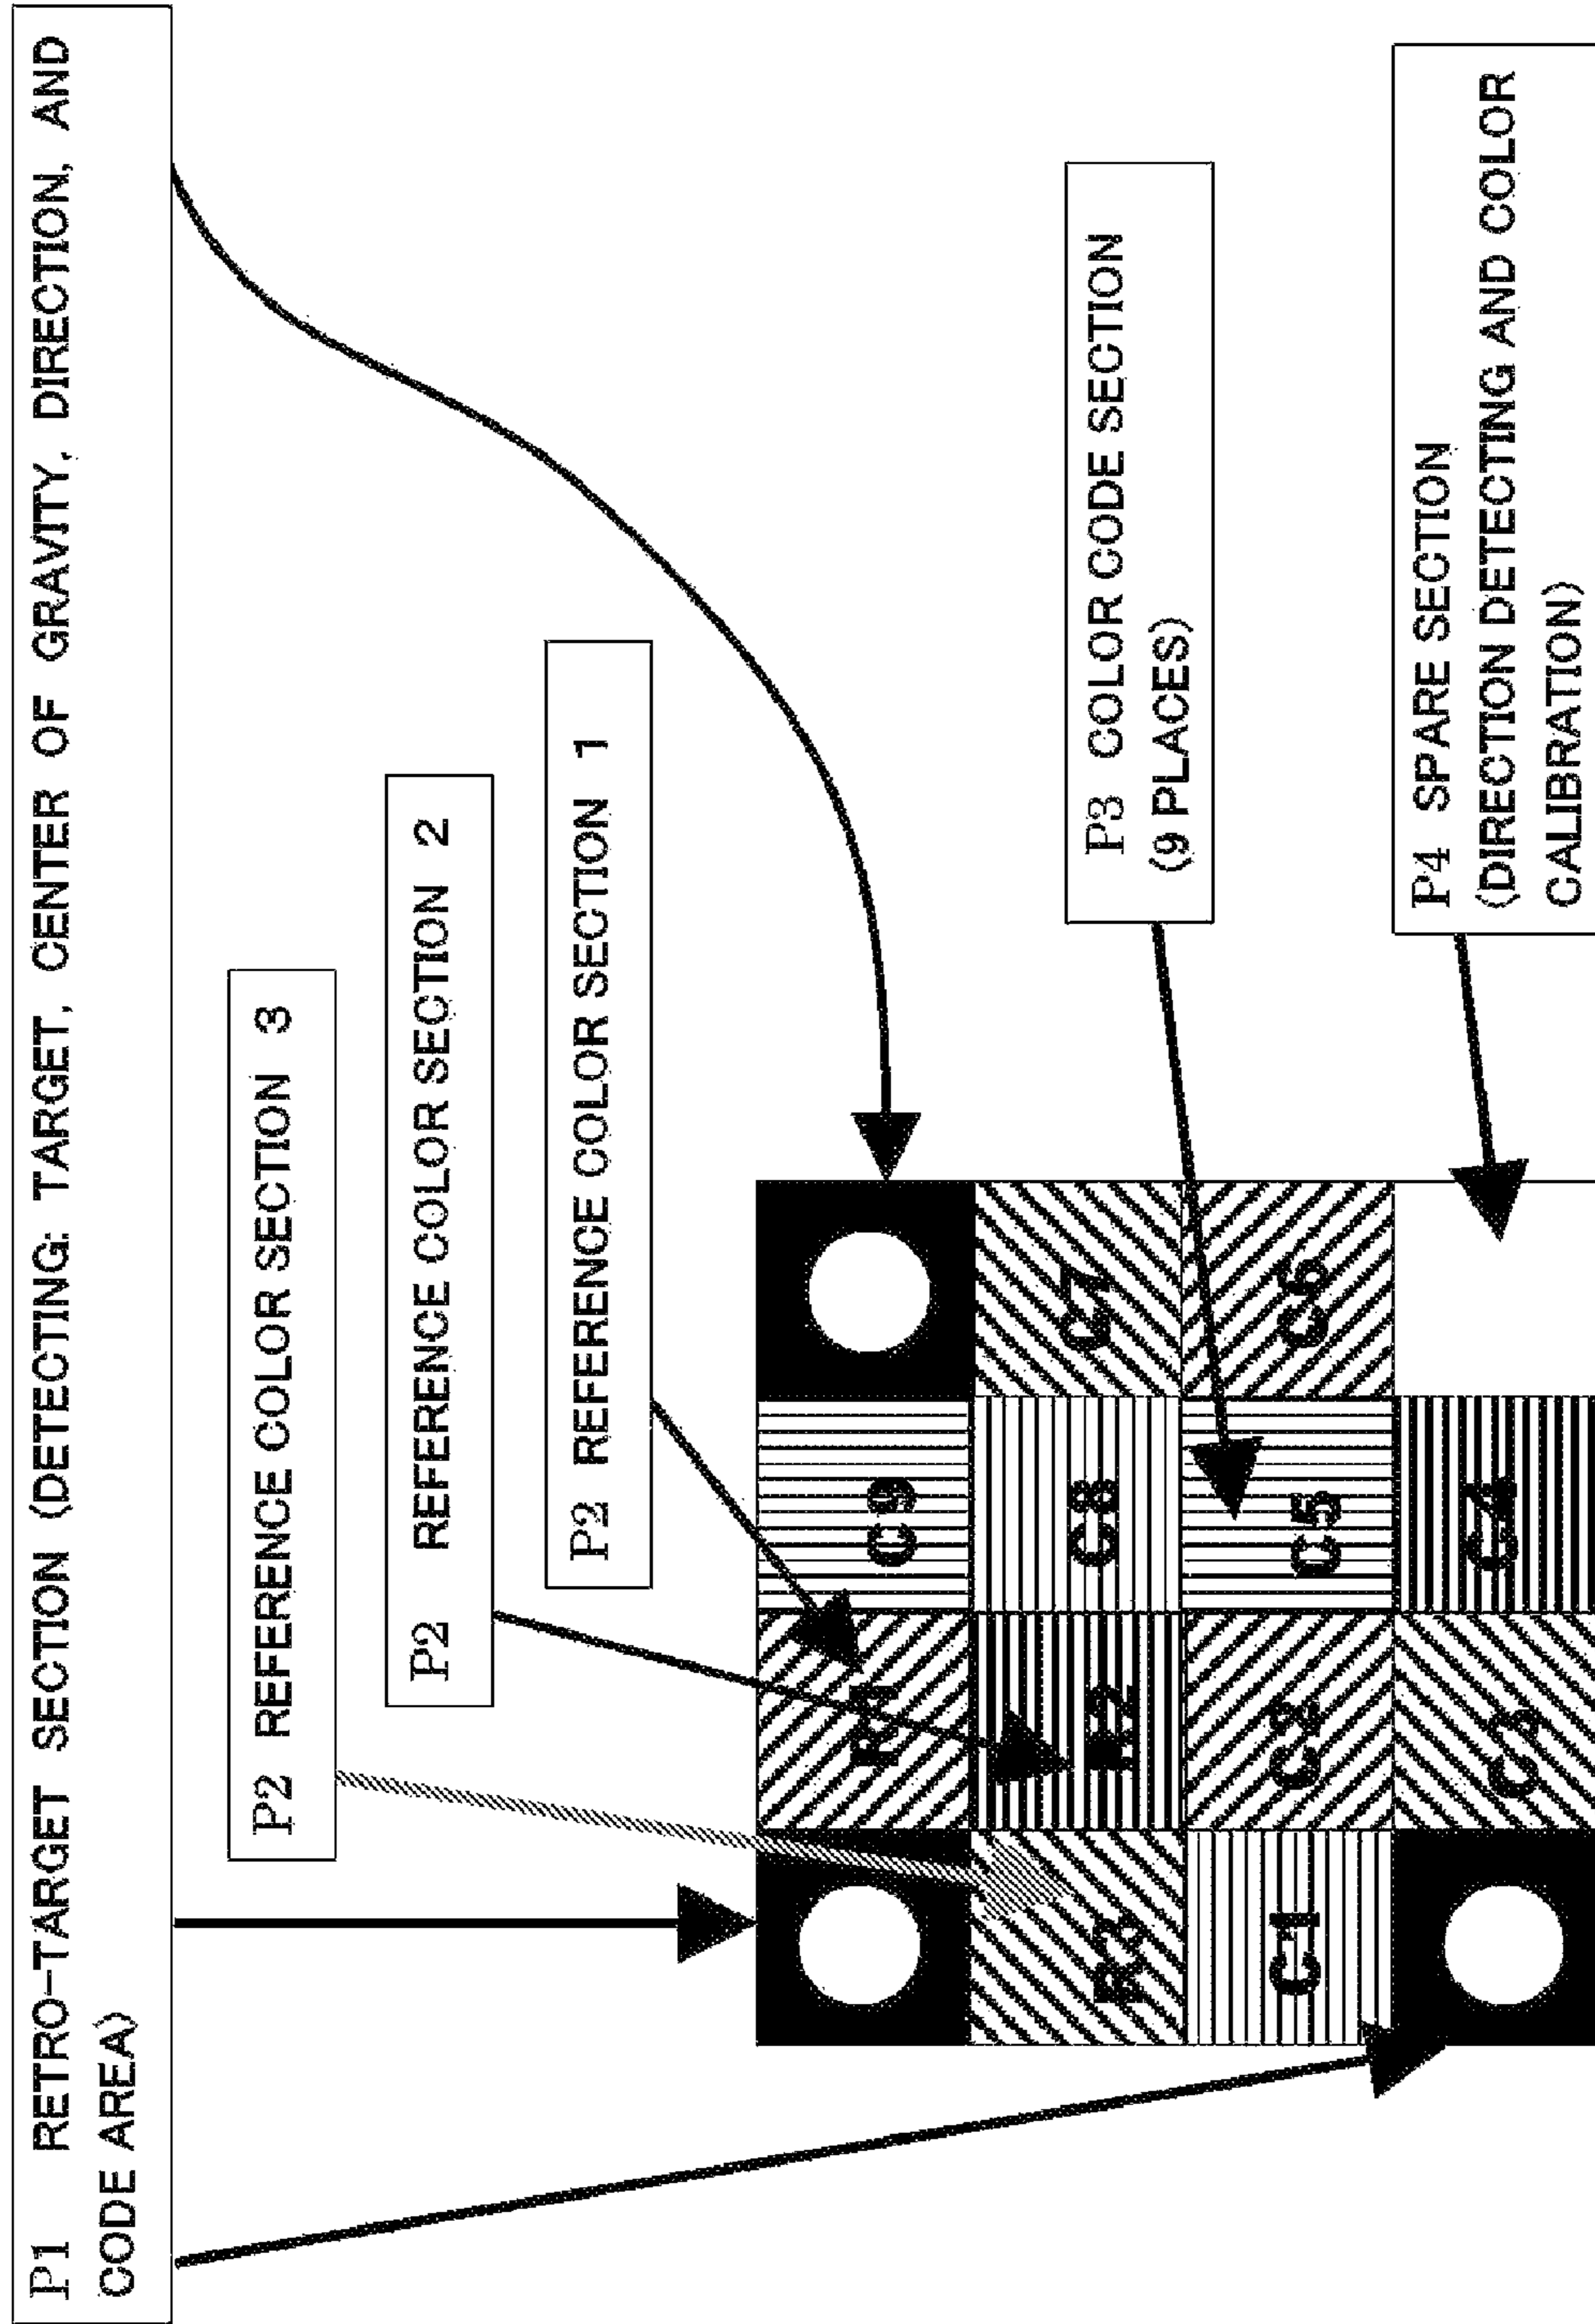 P1 RETRO-TARGET SECTION (DETECTING: TARGET, CENTER OF GRAVITY, DIRECTION, AND
CODE AREA)
P2 REFERENCE COLOR SECTION 3
P2 REFERENCE COLOR SECTION 2
P2 REFERENCE COLOR SECTION 1
R1
C9
R3
R2
C8
C7
P3 COLOR CODE SECTION
(9 PLACES)
C1
C2
C5
C6
C3
C4
P4 SPARE SECTION
(DIRECTION DETECTING AND COLOR
CALIBRATION)